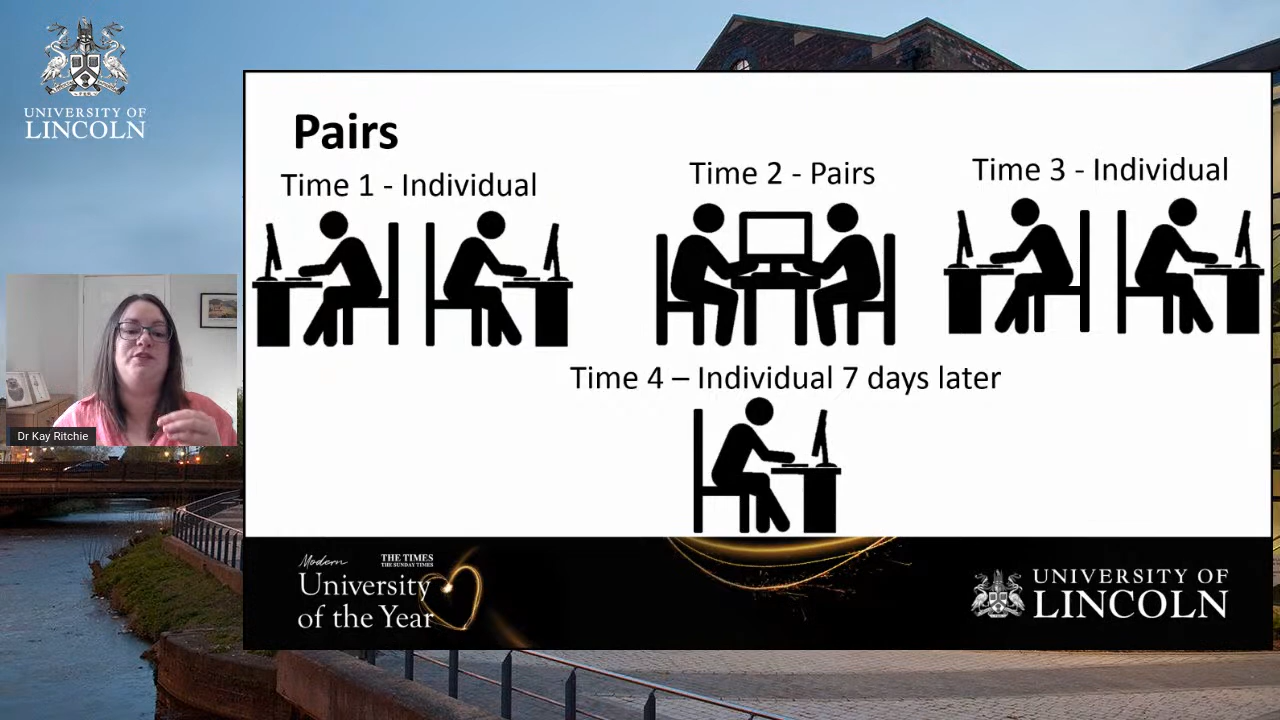 UNIVERSITY OF
LINCOLN
Pairs
Time 1 - Individual
Time 2 - Pairs
Time 3 - Individual
Time 4 – Individual 7 days later
Dr Kay Ritchie
Modern
THE TIMES
THE SUNDAY TIMES
University
of the Year
UNIVERSITY OF
LINCOLN